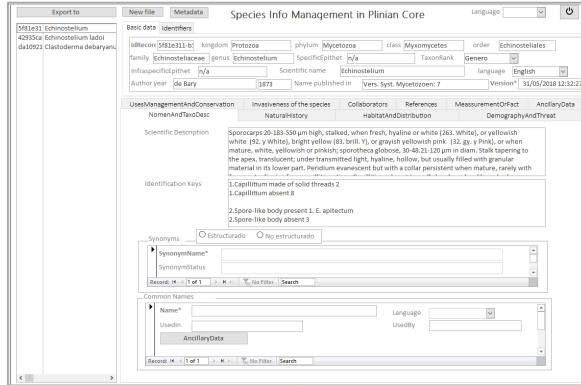 Export to
New file
Metadata
Species Info Management in Plinian Core
Language
5f81e31 Echinostelium
42935ca Echinostelium ladoi
da10921 Clastoderma debaryanu
Basic data Identifiers
IdRecord 5f81e311-b5 kingdom Protozoa phylum Mycetozoa class Myxomycetes order Echinosteliales
family Echinosteliaceae genus Echinostelium SpecificEpithet n/a TaxonRank Genero
InfraspecificEpithet n/a Scientific name Echinostelium language English
Author year de Bary 1873 Name published in Vers. Syst. Mycetozoen: 7 Version* 31/05/2018 12:32:27
UsesManagementAndConservation Invasiveness of the species Collaborators References MeasurementOrFact AncillaryData
NomenAndTaxoDesc NaturalHistory HabitatAndDistribution DemographyAndThreat
Scientific Description
Sporocarps 20-183-550 µm high, stalked, when fresh, hyaline or white (263. White), or yellowish
white (92. y White), bright yellow (83. brill. Y), or grayish yellowish pink (32. gy. y Pink), or when
mature, white, yellowish or pinkish; sporotheca globose, 30-48.21-120 µm in diam. Stalk tapering to
the apex, translucent; under transmitted light, hyaline, hollow, but usually filled with granular
material in its lower part. Peridium evanescent but with a collar persistent when mature, rarely with
Identification Keys
1.Capillitium made of solid threads 2
1.Capillitium absent 8
2.Spore-like body present 1. E. apitectum
2.Spore-like body absent 3
Synonyms
Estructurado No estructurado
SynonymName*
SynonymStatus
Record: 1 of 1 No Filter Search
Common Names
Name* Language
UsedIn UsedBy
AncillaryData
Record: 1 of 1 No Filter Search